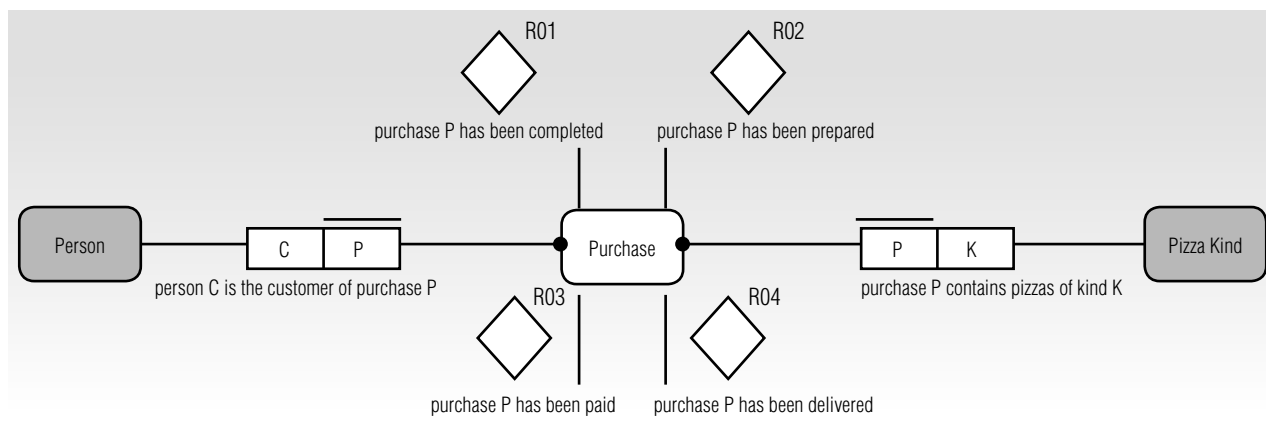 R01
R02
purchase P has been completed
purchase P has been prepared
Person
C
P
Purchase
P
K
Pizza Kind
person C is the customer of purchase P
purchase P contains pizzas of kind K
R03
R04
purchase P has been paid
purchase P has been delivered